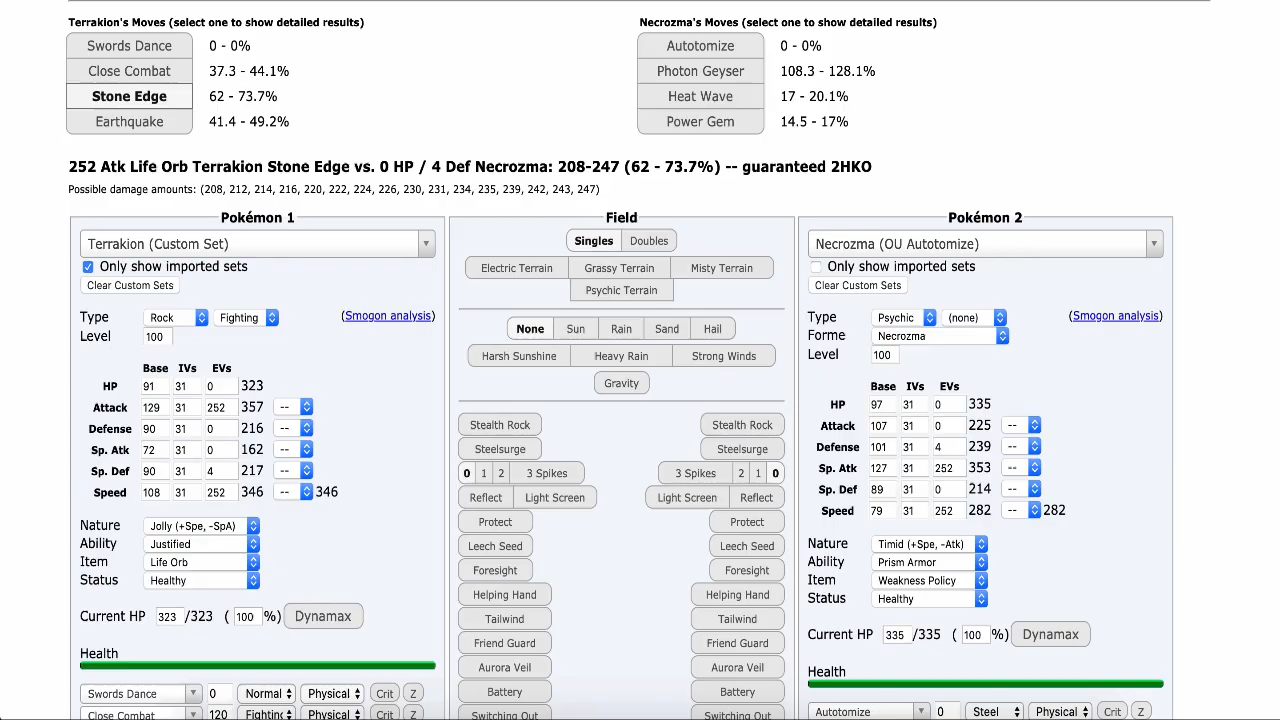 Terrakion's Moves (select one to show detailed results)
Necrozma's Moves (select one to show detailed results)
Swords Dance 0 - 0%
Autotomize 0 - 0%
Close Combat 37.3 - 44.1%
Photon Geyser 108.3 - 128.1%
Stone Edge 62 - 73.7%
Heat Wave 17 - 20.1%
Earthquake 41.4 - 49.2%
Power Gem 14.5 - 17%
252 Atk Life Orb Terrakion Stone Edge vs. 0 HP / 4 Def Necrozma: 208-247 (62 - 73.7%) -- guaranteed 2HKO
Possible damage amounts: (208, 212, 214, 216, 220, 222, 224, 226, 230, 231, 234, 235, 239, 242, 243, 247)
Pokémon 1
Terrakion (Custom Set)
Only show imported sets
Clear Custom Sets
Type Rock Fighting (Smogon analysis)
Level 100
Base IVs EVs
HP 91 31 0 323
Attack 129 31 252 357 --
Defense 90 31 0 216 --
Sp. Atk 72 31 0 162 --
Sp. Def 90 31 4 217 --
Speed 108 31 252 346 -- 346
Nature Jolly (+Spe, -SpA)
Ability Justified
Item Life Orb
Status Healthy
Current HP 323 /323 ( 100 %) Dynamax
Health
Swords Dance 0 Normal Physical Crit Z
Close Combat 120 Fighting Physical Crit Z
Field
Singles Doubles
Electric Terrain Grassy Terrain Misty Terrain
Psychic Terrain
None Sun Rain Sand Hail
Harsh Sunshine Heavy Rain Strong Winds
Gravity
Stealth Rock Stealth Rock
Steelsurge Steelsurge
0 1 2 3 Spikes 3 Spikes 2 1 0
Reflect Light Screen Light Screen Reflect
Protect Protect
Leech Seed Leech Seed
Foresight Foresight
Helping Hand Helping Hand
Tailwind Tailwind
Friend Guard Friend Guard
Aurora Veil Aurora Veil
Battery Battery
Switching Out Switching Out
Pokémon 2
Necrozma (OU Autotomize)
Only show imported sets
Clear Custom Sets
Type Psychic (none) (Smogon analysis)
Forme Necrozma
Level 100
Base IVs EVs
HP 97 31 0 335
Attack 107 31 0 225 --
Defense 101 31 4 239 --
Sp. Atk 127 31 252 353 --
Sp. Def 89 31 0 214 --
Speed 79 31 252 282 -- 282
Nature Timid (+Spe, -Atk)
Ability Prism Armor
Item Weakness Policy
Status Healthy
Current HP 335 /335 ( 100 %) Dynamax
Health
Autotomize 0 Steel Physical Crit Z